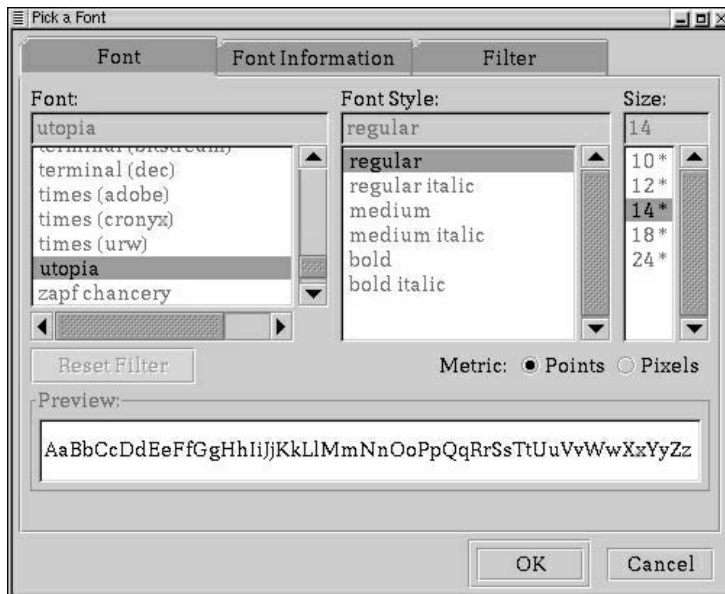 Pick a Font
Font
Font Information
Filter
Font:
utopia
terminal (bitstream)
terminal (dec)
times (adobe)
times (cronyx)
times (urw)
utopia
zapf chancery
Font Style:
regular
regular
regular italic
medium
medium italic
bold
bold italic
Size:
14
10*
12*
14*
18*
24*
Reset Filter
Metric:
Points
Pixels
Preview:
AaBbCcDdEeFfGgHhIiJjKkLlMmNnOoPpQqRrSsTtUuVvWwXxYyZz
OK
Cancel